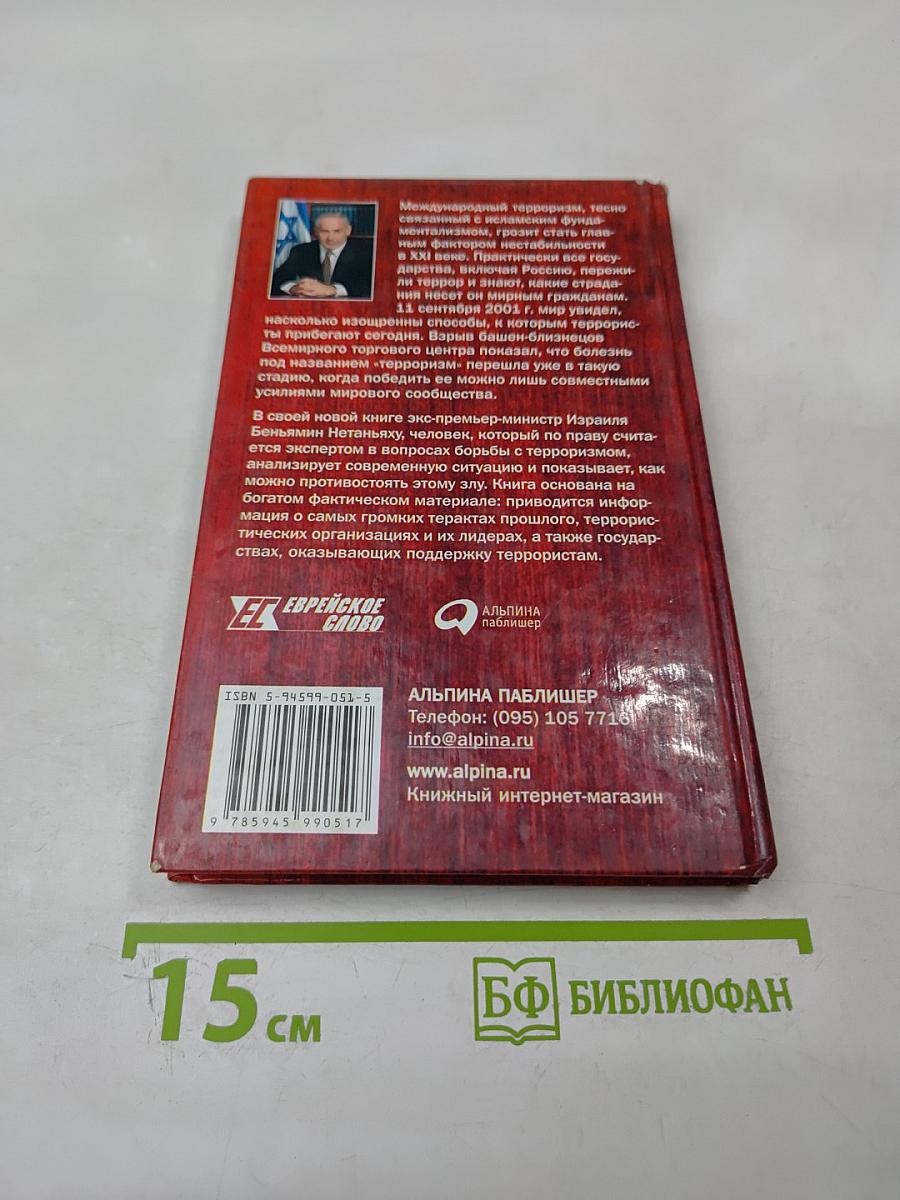 Международный терроризм, тесно
связанный с исламским фунда-
ментализмом, грозит стать глав-
ным фактором нестабильности
в XXI веке. Практически все госу-
дарства, включая Россию, пережи-
ли террор и знают, какие страда-
ния несет он мирным гражданам.
11 сентября 2001 г. мир увидел,
насколько изощренны способы, к которым террорис-
ты прибегают сегодня. Взрыв башен-близнецов
Всемирного торгового центра показал, что болезнь
под названием «терроризм» перешла уже в такую
стадию, когда победить ее можно лишь совместными
усилиями мирового сообщества.
В своей новой книге экс-премьер-министр Израиля
Беньямин Нетаньяху, человек, который по праву счита-
ется экспертом в вопросах борьбы с терроризмом,
анализирует современную ситуацию и показывает, как
можно противостоять этому злу. Книга основана на
богатом фактическом материале: приводится инфор-
мация о самых громких терактах прошлого, террорис-
тических организациях и их лидерах, а также государ-
ствах, оказывающих поддержку террористам.
ЕС ЕВРЕЙСКОЕ
СЛОВО
АЛЬПИНА
паблишер
ISBN 5-94599-051-5
9 785945 990517
АЛЬПИНА ПАБЛИШЕР
Телефон: (095) 105 7716
info@alpina.ru
www.alpina.ru
Книжный интернет-магазин
15 см
БФ БИБЛИОФАН